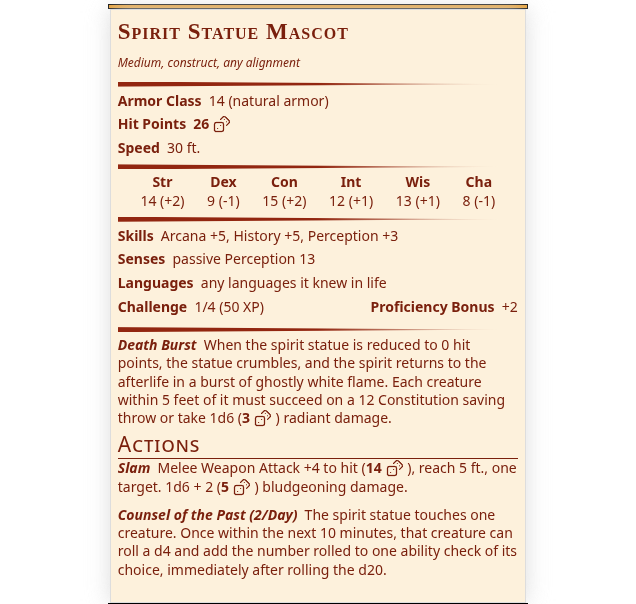 Spirit Statue Mascot
Medium, construct, any alignment
Armor Class 14 (natural armor)
Hit Points 26
Speed 30 ft.
Str Dex Con Int Wis Cha
14 (+2) 9 (-1) 15 (+2) 12 (+1) 13 (+1) 8 (-1)
Skills Arcana +5, History +5, Perception +3
Senses passive Perception 13
Languages any languages it knew in life
Challenge 1/4 (50 XP) Proficiency Bonus +2
Death Burst When the spirit statue is reduced to 0 hit
points, the statue crumbles, and the spirit returns to the
afterlife in a burst of ghostly white flame. Each creature
within 5 feet of it must succeed on a 12 Constitution saving
throw or take 1d6 (3 ) radiant damage.
Actions
Slam Melee Weapon Attack +4 to hit (14 ), reach 5 ft., one
target. 1d6 + 2 (5 ) bludgeoning damage.
Counsel of the Past (2/Day) The spirit statue touches one
creature. Once within the next 10 minutes, that creature can
roll a d4 and add the number rolled to one ability check of its
choice, immediately after rolling the d20.